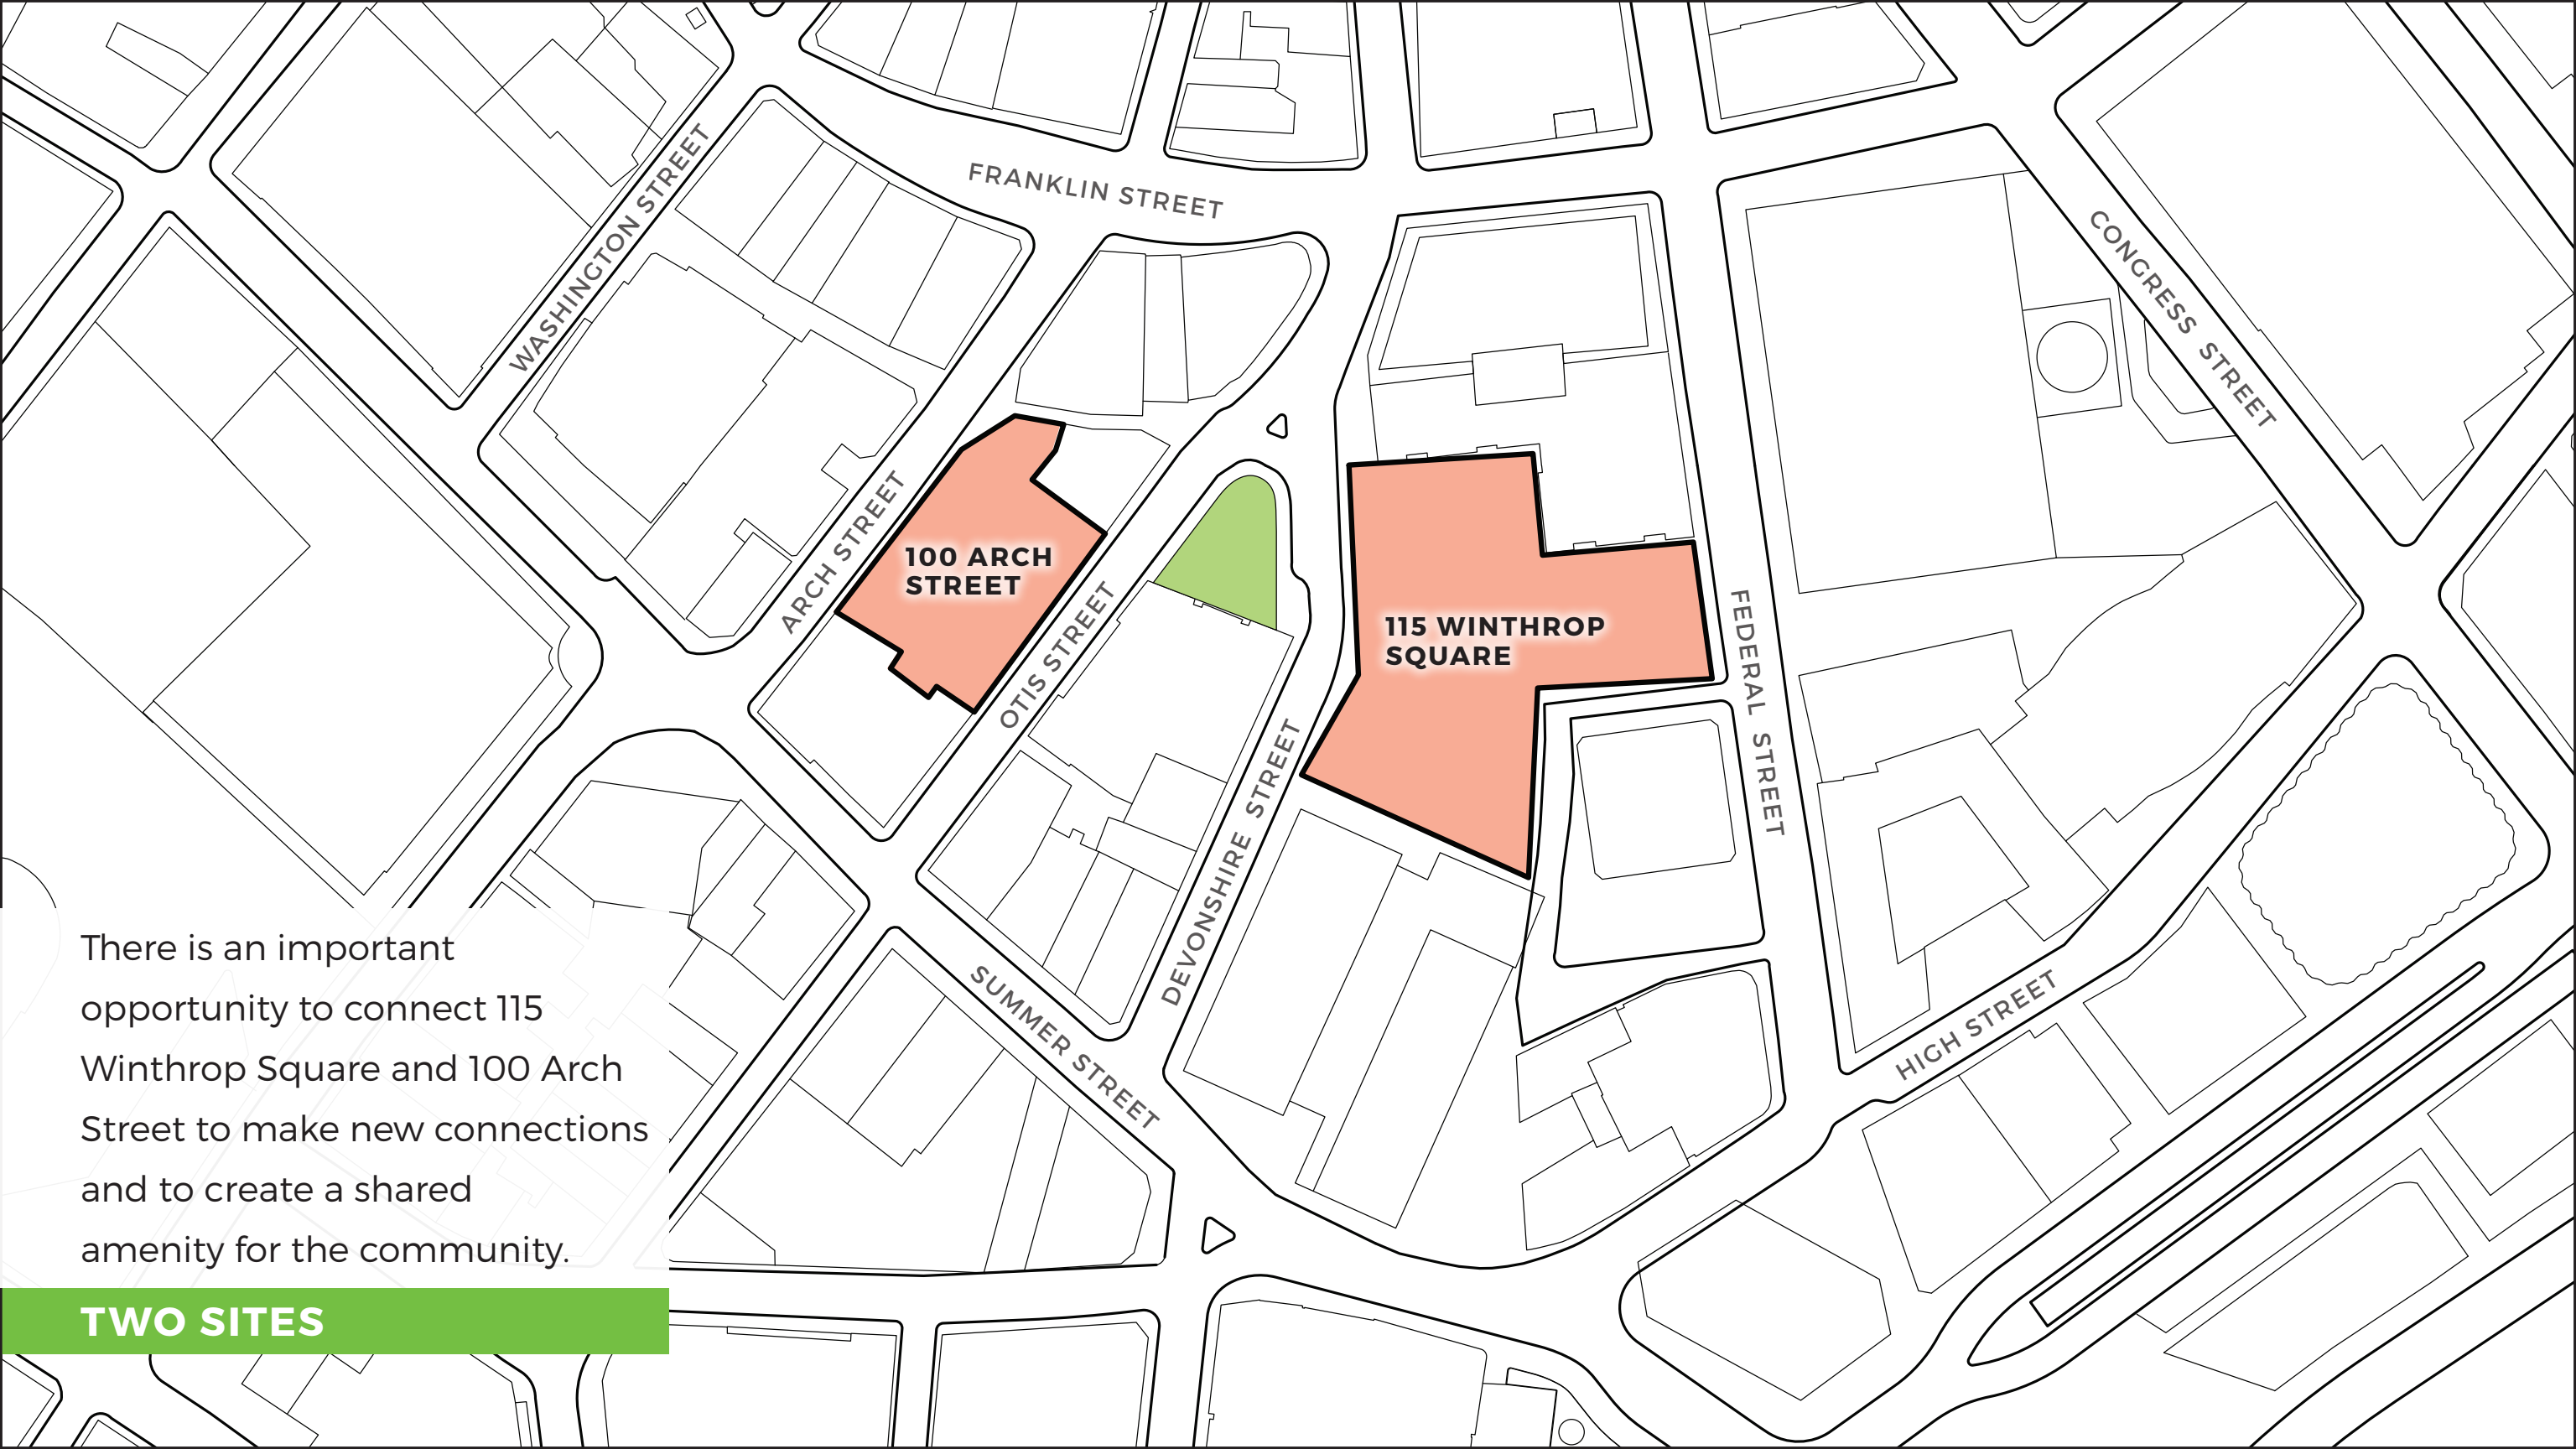 WASHINGTON STREET
FRANKLIN STREET
CONGRESS STREET
ARCH STREET
100 ARCH
STREET
OTIS STREET
115 WINTHROP
SQUARE
FEDERAL STREET
DEVONSHIRE STREET
SUMMER STREET
HIGH STREET
There is an important
opportunity to connect 115
Winthrop Square and 100 Arch
Street to make new connections
and to create a shared
amenity for the community.
TWO SITES